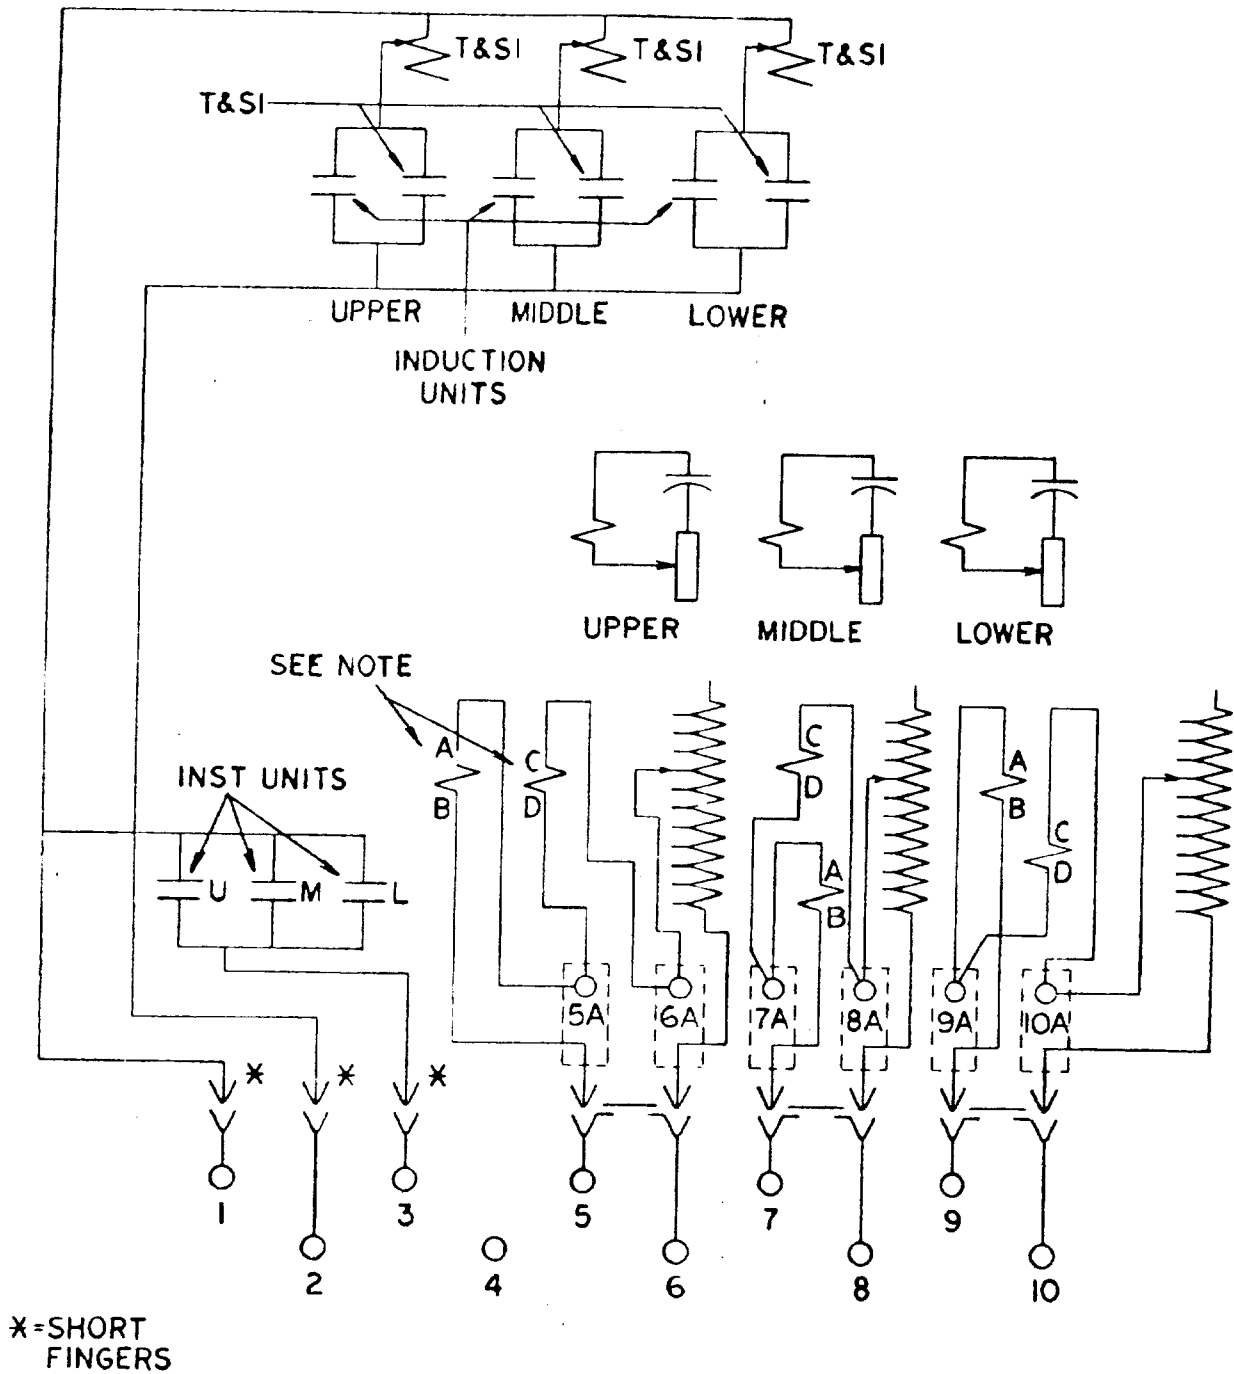 T&SI T&SI T&SI
T&SI
UPPER MIDDLE LOWER
INDUCTION
UNITS
UPPER MIDDLE LOWER
SEE NOTE
INST UNITS
A
B
C
D
C
D
A
B
A
B
C
D
U M L
5A 6A 7A 8A 9A 10A
* * *
1 3 5 7 9
2 4 6 8 10
*=SHORT
FINGERS